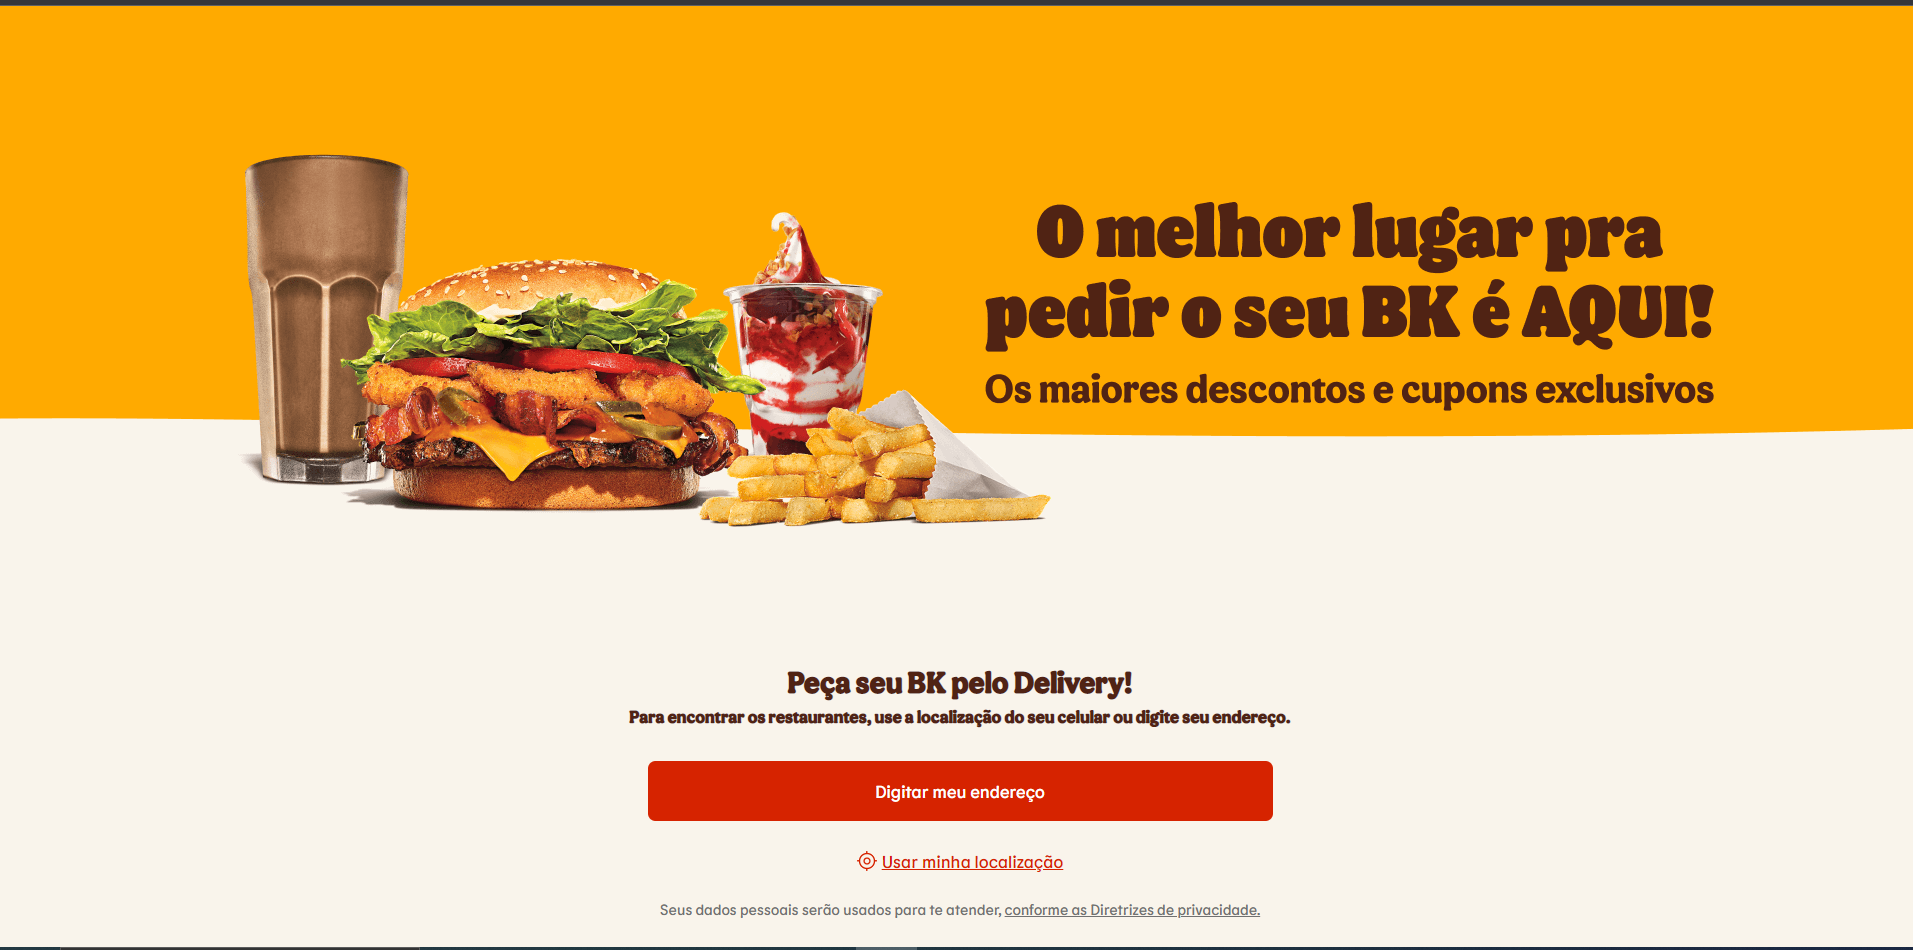 O melhor lugar pra
pedir o seu BK é AQUI!
Os maiores descontos e cupons exclusivos
Peça seu BK pelo Delivery!
Para encontrar os restaurantes, use a localização do seu celular ou digite seu endereço.
Digitar meu endereço
Usar minha localização
Seus dados pessoais serão usados para te atender, conforme as Diretrizes de privacidade.